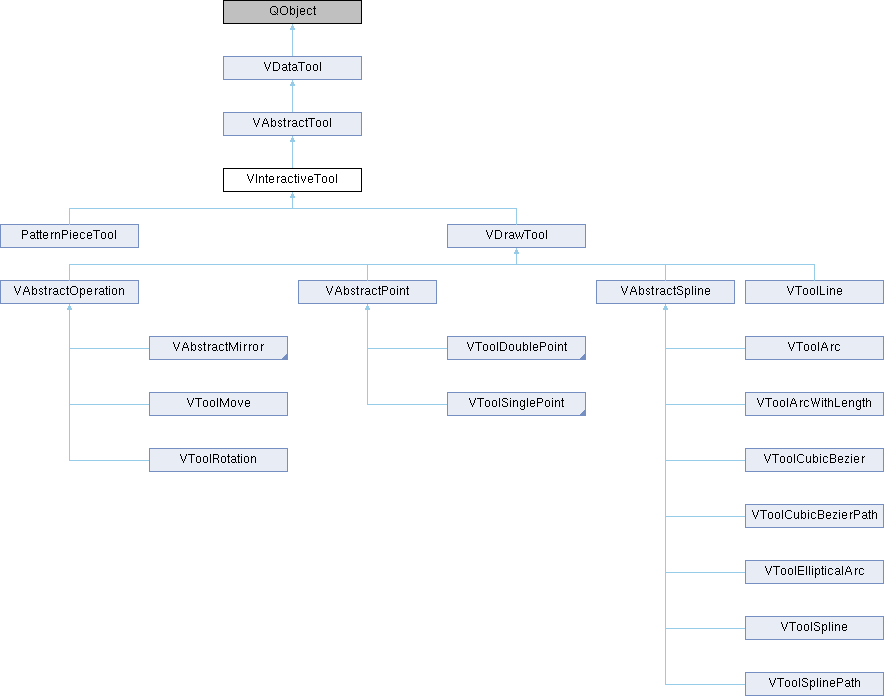 QObject
VDataTool
VAbstractTool
VInteractiveTool
PatternPieceTool
VDrawTool
VAbstractOperation
VAbstractPoint
VAbstractSpline
VToolLine
VAbstractMirror
VToolDoublePoint
VToolArc
VToolMove
VToolSinglePoint
VToolArcWithLength
VToolRotation
VToolCubicBezier
VToolCubicBezierPath
VToolEllipticalArc
VToolSpline
VToolSplinePath